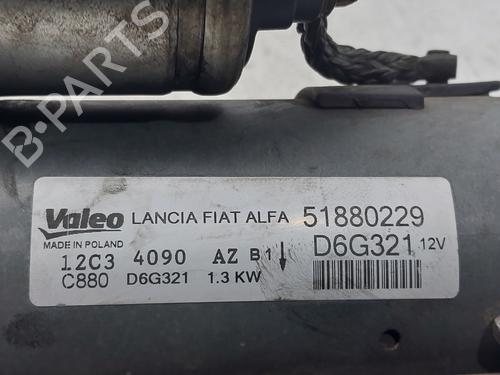 B-PARTS
Valeo LANCIA FIAT ALFA 51880229
MADE IN POLAND D6G321 12V
12C3 4090 AZ B1↓
C880 D6G321 1.3 KW